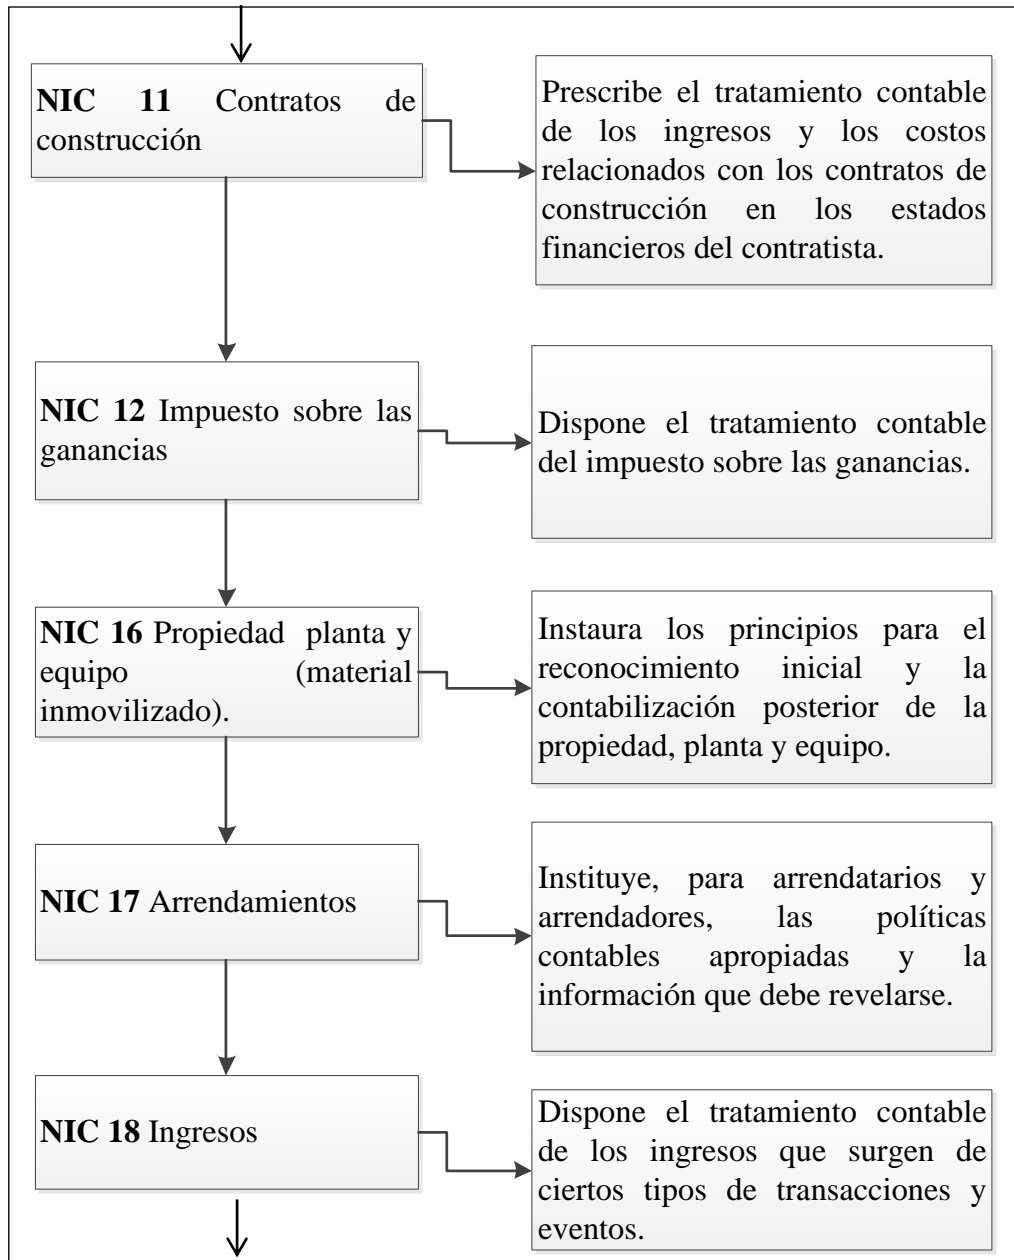 NIC 11 Contratos de
construcción
Prescribe el tratamiento contable
de los ingresos y los costos
relacionados con los contratos de
construcción en los estados
financieros del contratista.
NIC 12 Impuesto sobre las
ganancias
Dispone el tratamiento contable
del impuesto sobre las ganancias.
NIC 16 Propiedad planta y
equipo (material
inmovilizado).
Instaura los principios para el
reconocimiento inicial y la
contabilización posterior de la
propiedad, planta y equipo.
NIC 17 Arrendamientos
Instituye, para arrendatarios y
arrendadores, las políticas
contables apropiadas y la
información que debe revelarse.
NIC 18 Ingresos
Dispone el tratamiento contable
de los ingresos que surgen de
ciertos tipos de transacciones y
eventos.